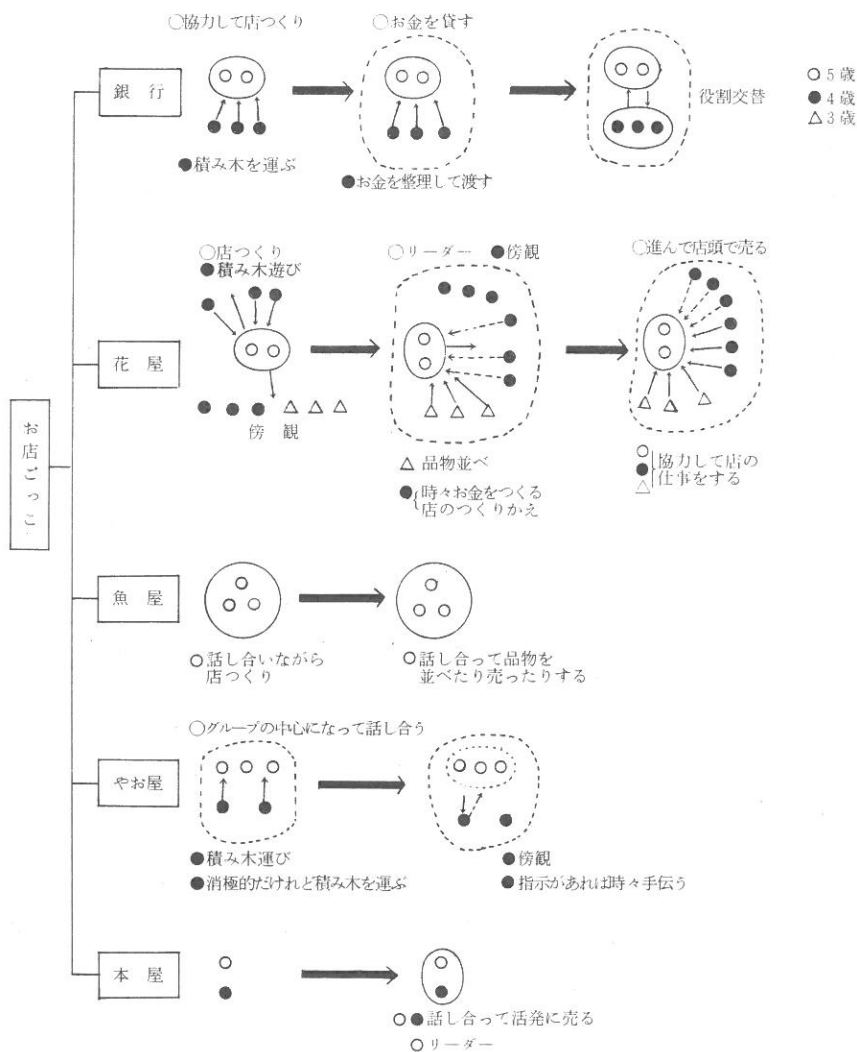 ○協力して店つくり
○お金を貸す
銀行
役割交替
○5歳
●4歳
△3歳
●積み木を運ぶ
●お金を整理して渡す
○店つくり
●積み木遊び
○リーダー ●傍観
○進んで店頭で売る
花屋
傍観
△品物並べ
●時々お金をつくる
店のつくりかえ
○
●協力して店の
△仕事をする
お店ごっこ
魚屋
○話し合いながら
店つくり
○話し合って品物を
並べたり売ったりする
○グループの中心になって話し合う
やお屋
●積み木運び
●消極的だけれど積み木を運ぶ
●傍観
●指示があれば時々手伝う
本屋
○●話し合って活発に売る
○リーダー